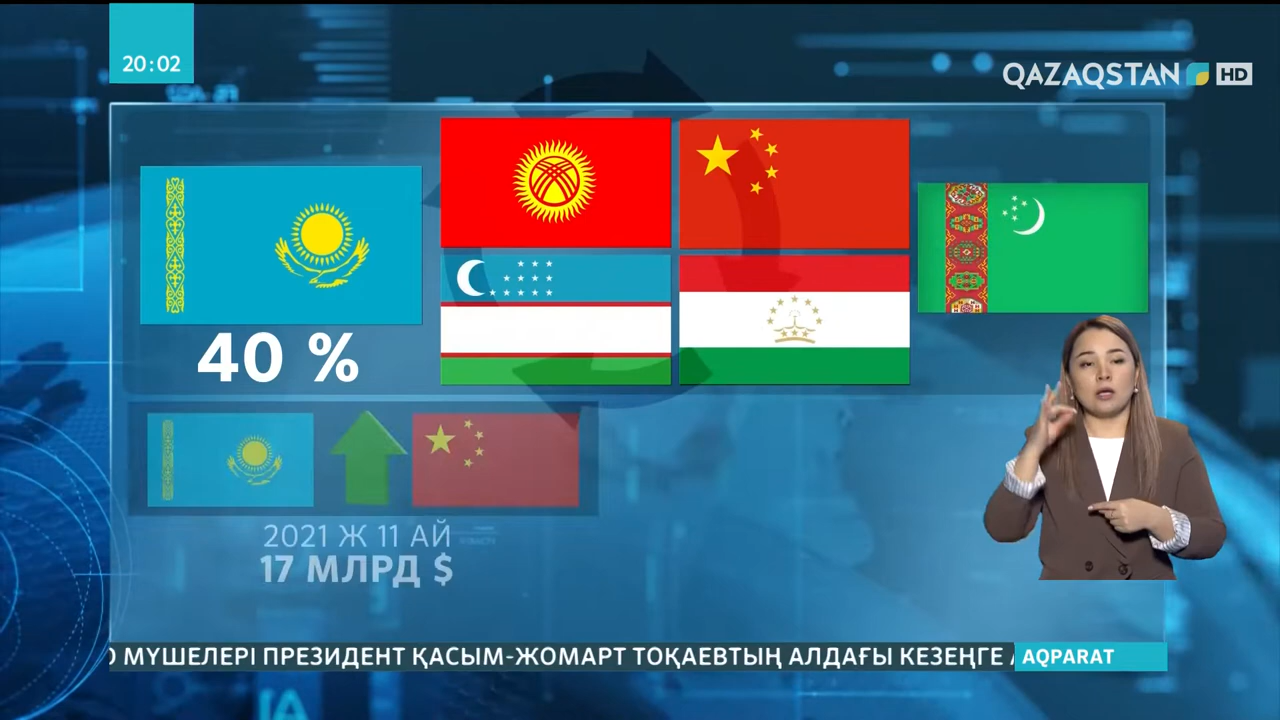 20:02
QAZAQSTAN HD
40 %
2021 Ж 11 АЙ
17 МЛРД $
МҮШЕЛЕРІ ПРЕЗИДЕНТ ҚАСЫМ-ЖОМАРТ ТОҚАЕВТЫҢ АЛДАҒЫ КЕЗЕҢГЕ
AQPARAT